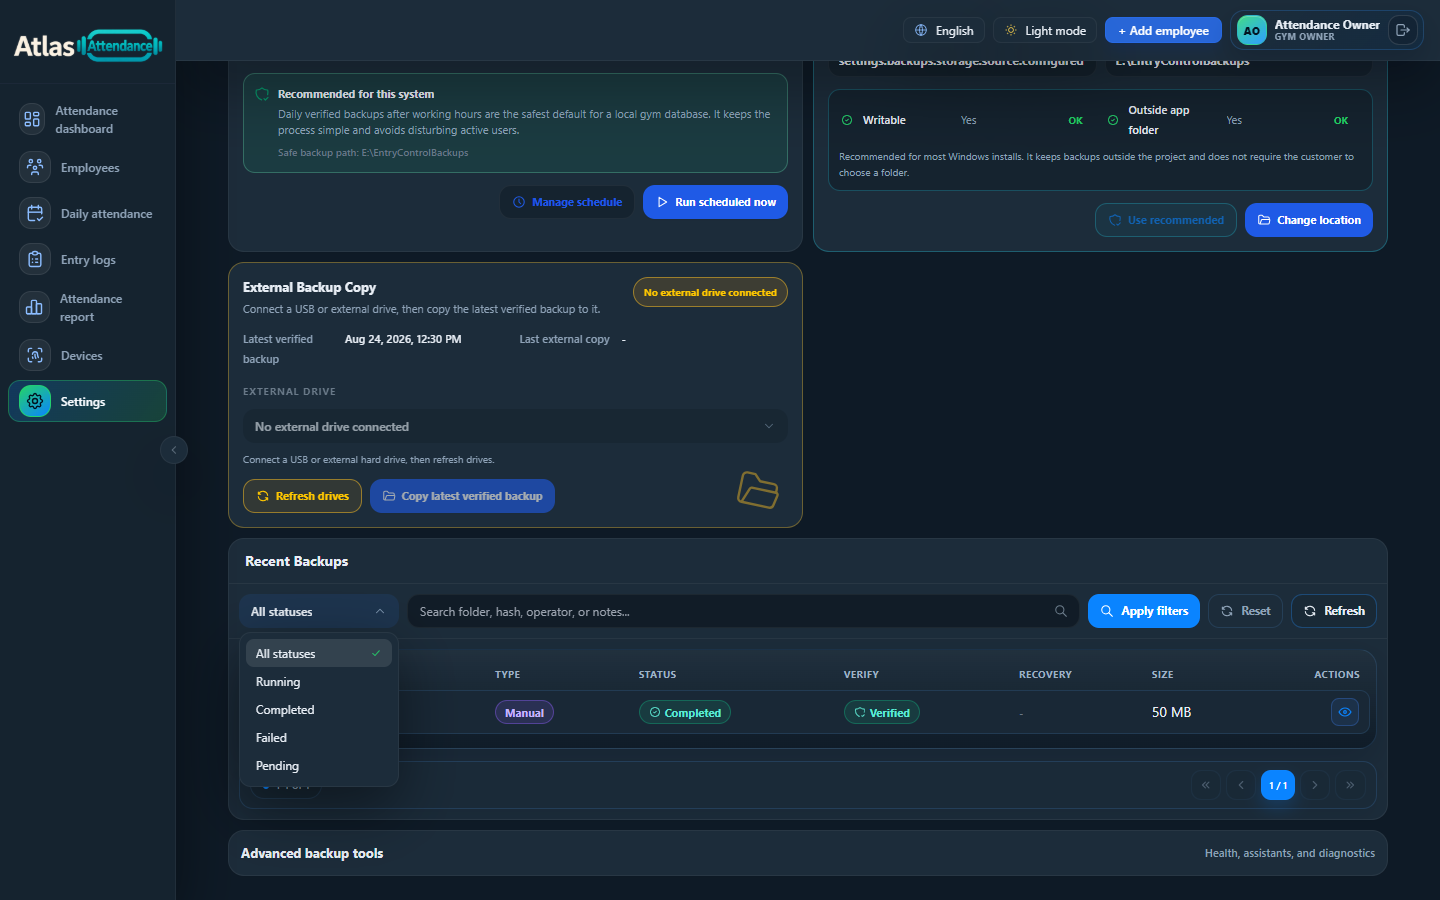 Atlas Attendance
English
Light mode
+ Add employee
AO
Attendance Owner
GYM OWNER
Attendance dashboard
Employees
Daily attendance
Entry logs
Attendance report
Devices
Settings
Recommended for this system
Daily verified backups after working hours are the safest default for a local gym database. It keeps the
process simple and avoids disturbing active users.
Safe backup path: E:\EntryControlBackups
Manage schedule
Run scheduled now
settings.backups.storage.source.configured
E:\EntryControlBackups
Writable
Yes
OK
Outside app folder
Yes
OK
Recommended for most Windows installs. It keeps backups outside the project and does not require the customer to
choose a folder.
Use recommended
Change location
External Backup Copy
No external drive connected
Connect a USB or external drive, then copy the latest verified backup to it.
Latest verified backup
Aug 24, 2026, 12:30 PM
Last external copy
-
EXTERNAL DRIVE
No external drive connected
Connect a USB or external hard drive, then refresh drives.
Refresh drives
Copy latest verified backup
Recent Backups
All statuses
Search folder, hash, operator, or notes...
Apply filters
Reset
Refresh
All statuses
Running
Completed
Failed
Pending
TYPE
STATUS
VERIFY
RECOVERY
SIZE
ACTIONS
Manual
Completed
Verified
-
50 MB
« ‹ 1 / 1 › »
Advanced backup tools
Health, assistants, and diagnostics